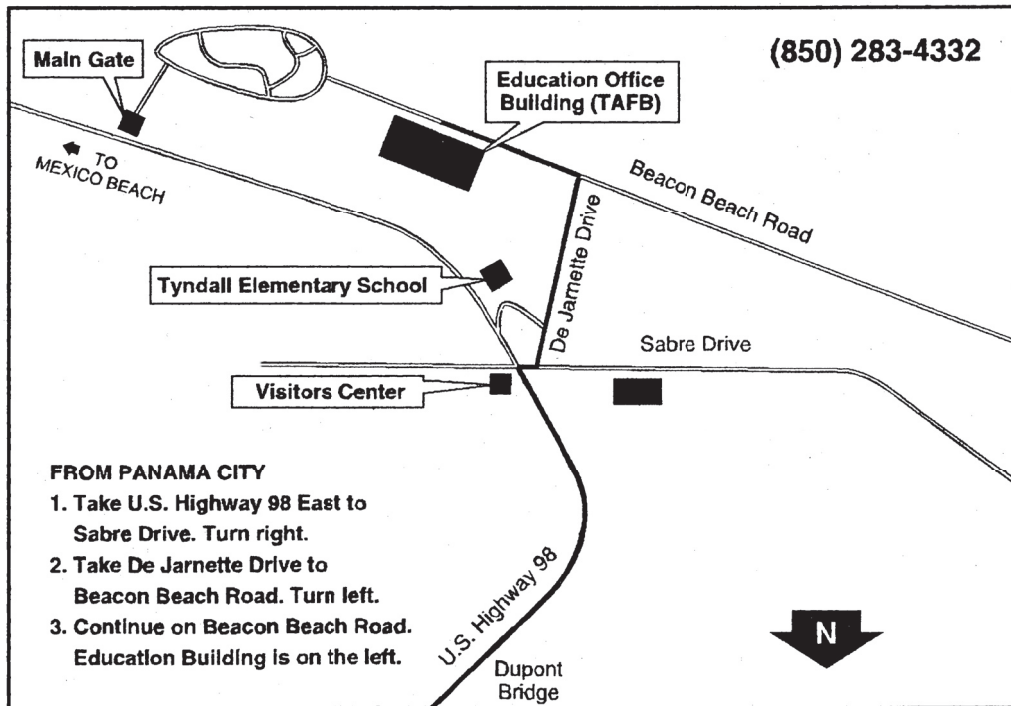 (850) 283-4332
Main Gate
Education Office
Building (TAFB)
TO
MEXICO BEACH
Beacon Beach Road
De Jarnette Drive
Tyndall Elementary School
Sabre Drive
Visitors Center
FROM PANAMA CITY
1. Take U.S. Highway 98 East to
Sabre Drive. Turn right.
2. Take De Jarnette Drive to
Beacon Beach Road. Turn left.
3. Continue on Beacon Beach Road.
Education Building is on the left.
U.S. Highway 98
Dupont
Bridge
N